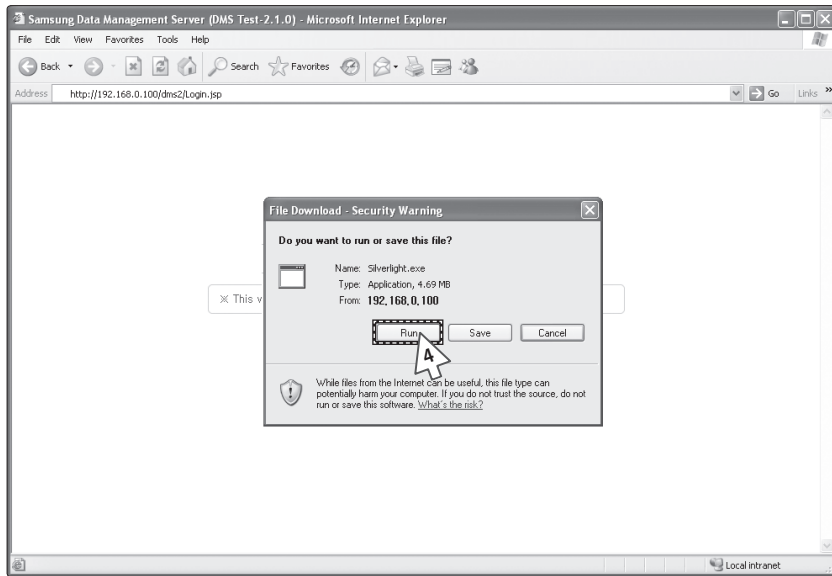 Samsung Data Management Server (DMS Test-2.1.0) - Microsoft Internet Explorer
File Edit View Favorites Tools Help
Back Search Favorites
Address http://192.168.0.100/dms2/Login.jsp Go Links »
File Download - Security Warning
Do you want to run or save this file?
Name: Silverlight.exe
Type: Application, 4.69 MB
※ This v
From: 192.168.0.100
Run Save Cancel
4
While files from the Internet can be useful, this file type can
potentially harm your computer. If you do not trust the source, do not
run or save this software. What's the risk?
Local intranet